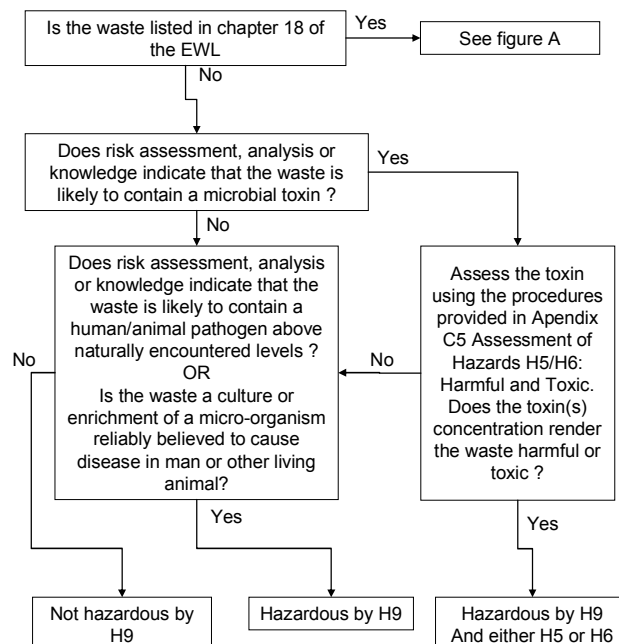 Is the waste listed in chapter 18 of
the EWL
Yes
See figure A
No
Does risk assessment, analysis or
knowledge indicate that the waste is
likely to contain a microbial toxin ?
Yes
No
Does risk assessment, analysis
or knowledge indicate that the
waste is likely to contain a
human/animal pathogen above
naturally encountered levels ?
OR
Is the waste a culture or
enrichment of a micro-organism
reliably believed to cause
disease in man or other living
animal?
No
No
Assess the toxin
using the procedures
provided in Apendix
C5 Assessment of
Hazards H5/H6:
Harmful and Toxic.
Does the toxin(s)
concentration render
the waste harmful or
toxic ?
Yes
Yes
Not hazardous by
H9
Hazardous by H9
Hazardous by H9
And either H5 or H6